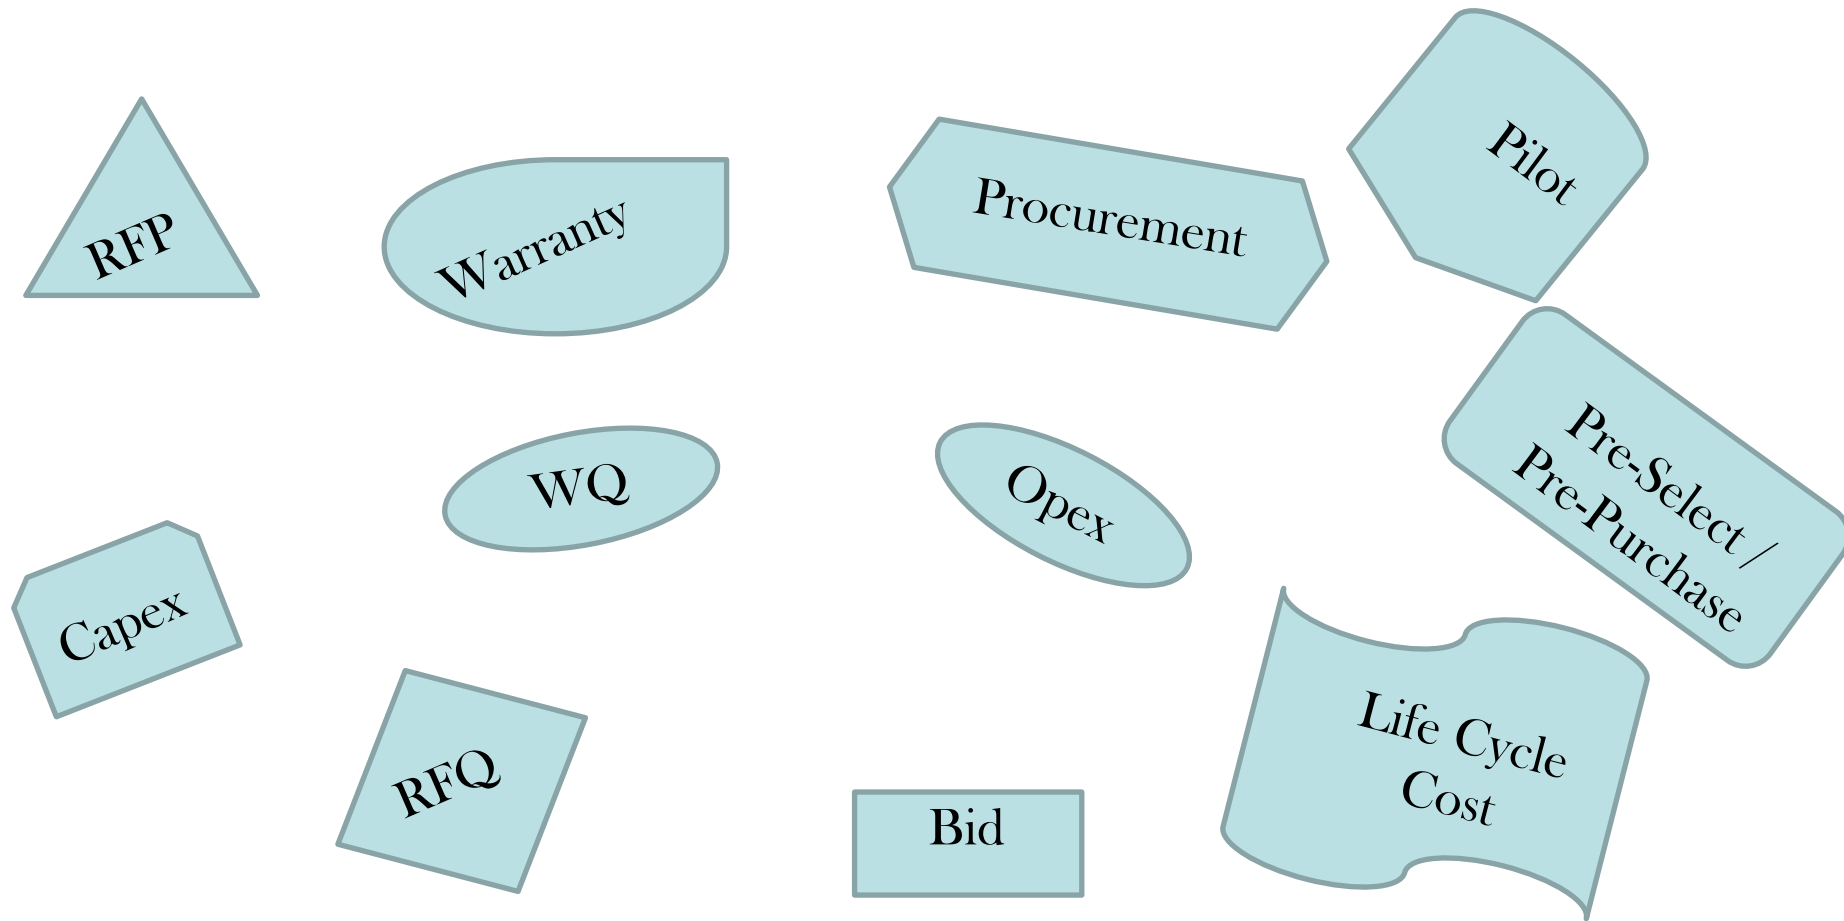 RFP
Warranty
Procurement
Pilot
WQ
Opex
Pre-Select /
Pre-Purchase
Capex
RFQ
Bid
Life Cycle
Cost